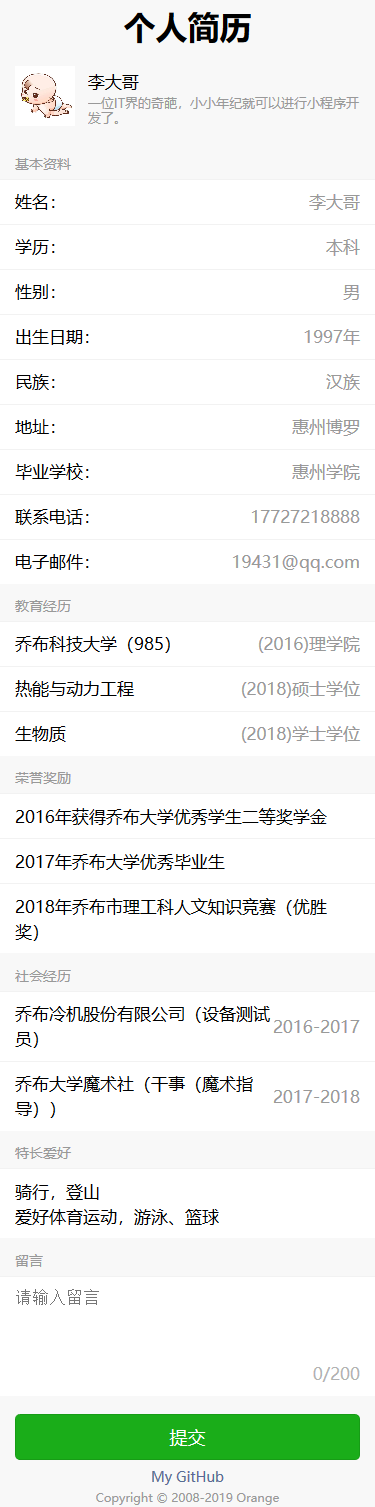 个人简历
李大哥
一位IT界的奇葩，小小年纪就可以进行小程序开
发了。
基本资料
姓名： 李大哥
学历： 本科
性别： 男
出生日期： 1997年
民族： 汉族
地址： 惠州博罗
毕业学校： 惠州学院
联系电话： 17727218888
电子邮件： 19431@qq.com
教育经历
乔布科技大学（985） (2016)理学院
热能与动力工程 (2018)硕士学位
生物质 (2018)学士学位
荣誉奖励
2016年获得乔布大学优秀学生二等奖学金
2017年乔布大学优秀毕业生
2018年乔布市理工科人文知识竞赛（优胜
奖）
社会经历
乔布冷机股份有限公司（设备测试
员） 2016-2017
乔布大学魔术社（干事（魔术指
导）） 2017-2018
特长爱好
骑行，登山
爱好体育运动，游泳、篮球
留言
请输入留言
0/200
提交
My GitHub
Copyright © 2008-2019 Orange